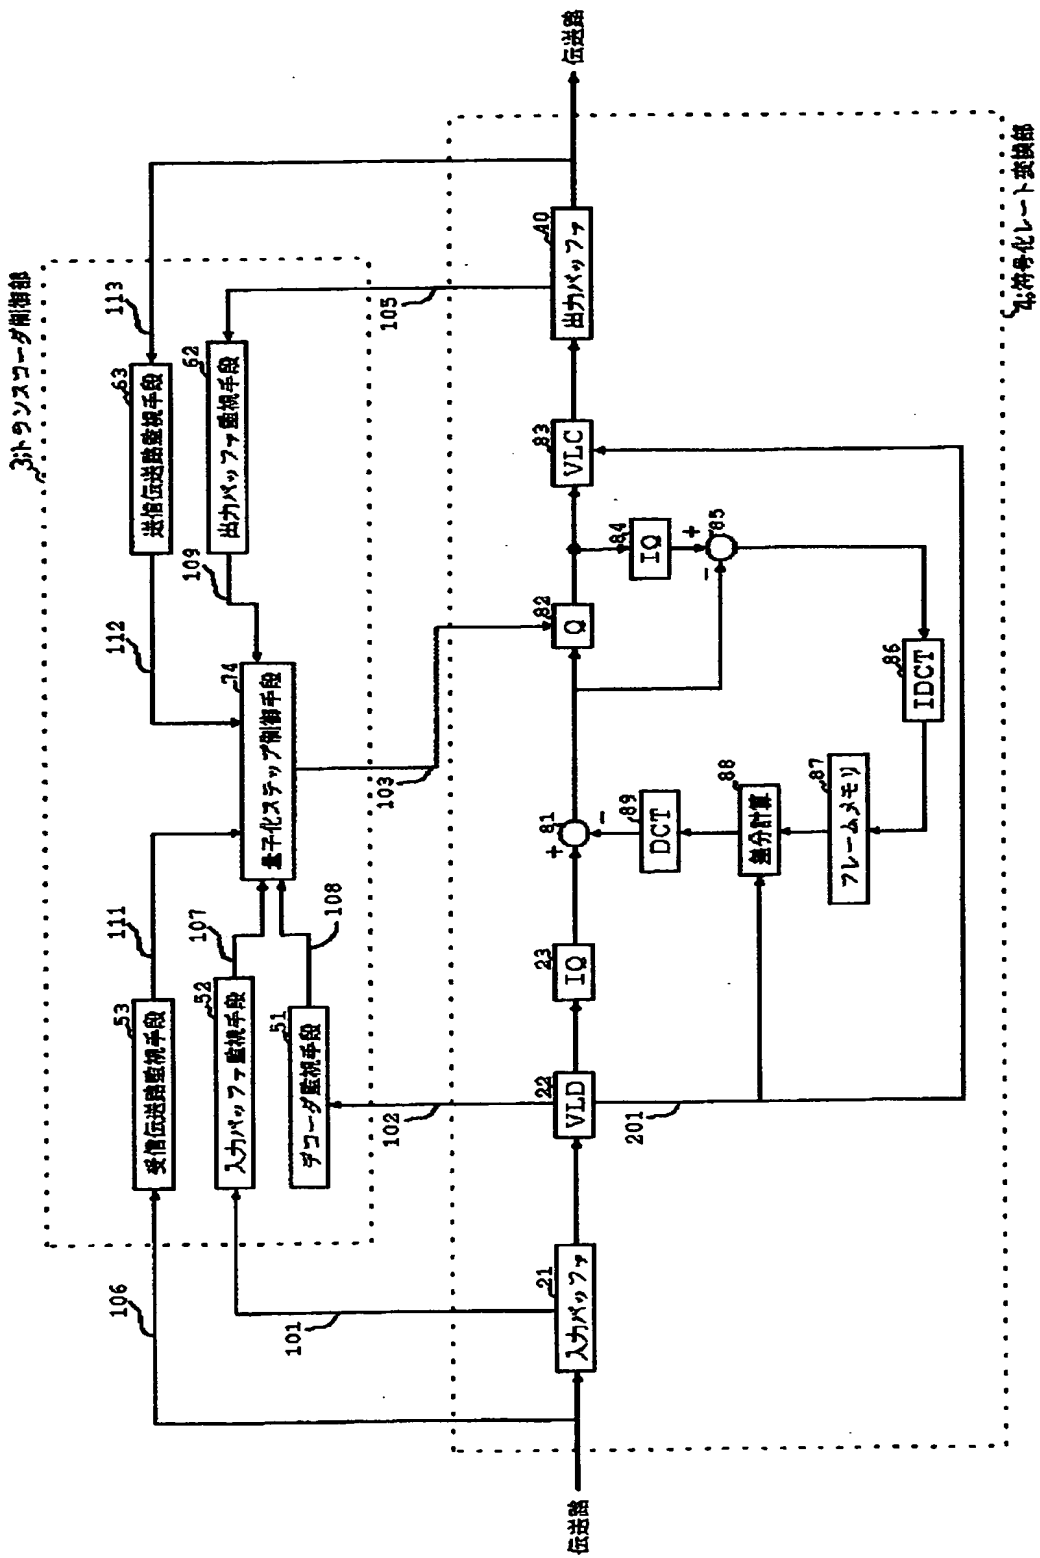 3;トランスコーダ制御部
106
53
受信伝送路監視手段
111
112
63
送信伝送路監視手段
113
101
52
入力バッファ監視手段
107
51
デコーダ監視手段
108
74
量子化ステップ制御手段
109
62
出力バッファ監視手段
102
103
105
伝送路
21
入力バッファ
22
VLD
23
IQ
+
81
−
82
Q
83
VLC
40
出力バッファ
伝送路
201
89
DCT
84
IQ
+
−
85
88
差分計算
87
フレームメモリ
86
IDCT
4;符号化レート変換部